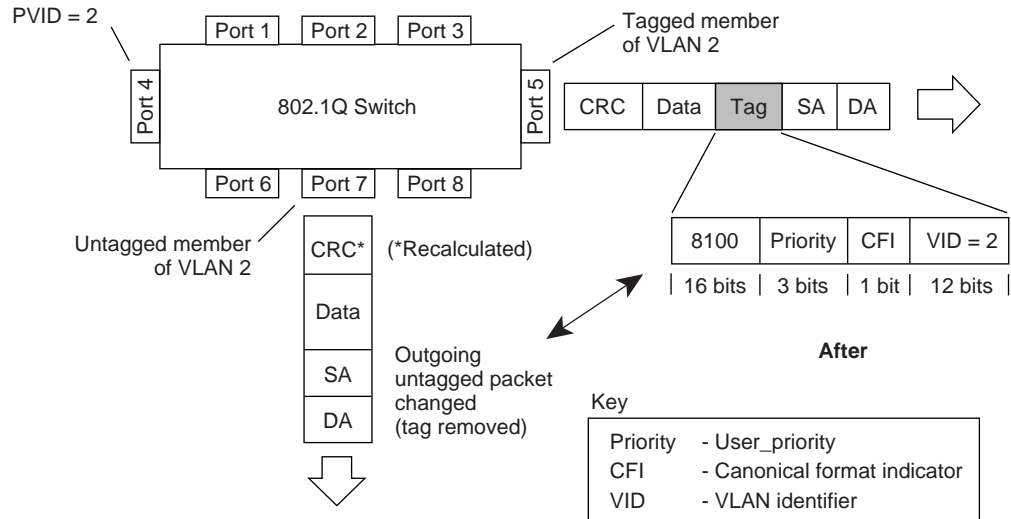 PVID = 2
Port 1
Port 2
Port 3
Tagged member
of VLAN 2
Port 4
802.1Q Switch
Port 5
CRC
Data
Tag
SA
DA
Port 6
Port 7
Port 8
Untagged member
of VLAN 2
CRC*
(*Recalculated)
8100
Priority
CFI
VID = 2
16 bits
3 bits
1 bit
12 bits
Data
After
SA
DA
Outgoing
untagged packet
changed
(tag removed)
Key
Priority - User_priority
CFI - Canonical format indicator
VID - VLAN identifier